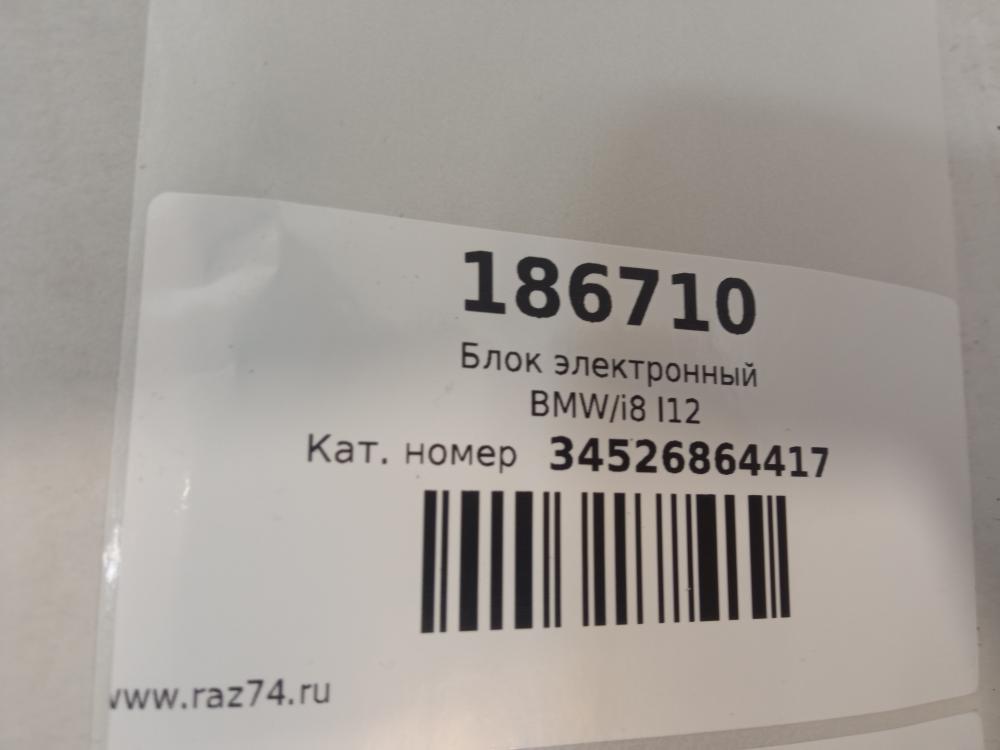 186710
Блок электронный
BMW/i8 I12
Кат. номер 34526864417
www.raz74.ru